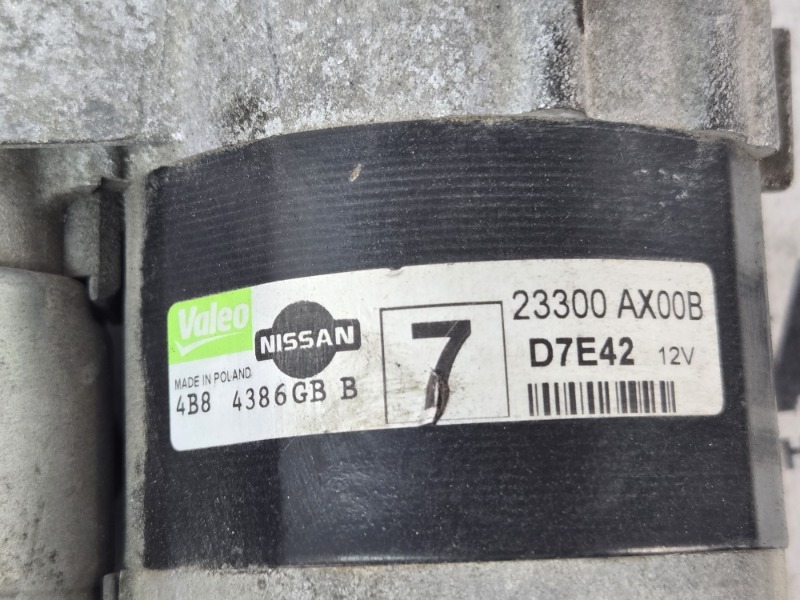 Valeo
NISSAN
MADE IN POLAND
4B8 4386GB B
7
23300 AX00B
D7E42 12V